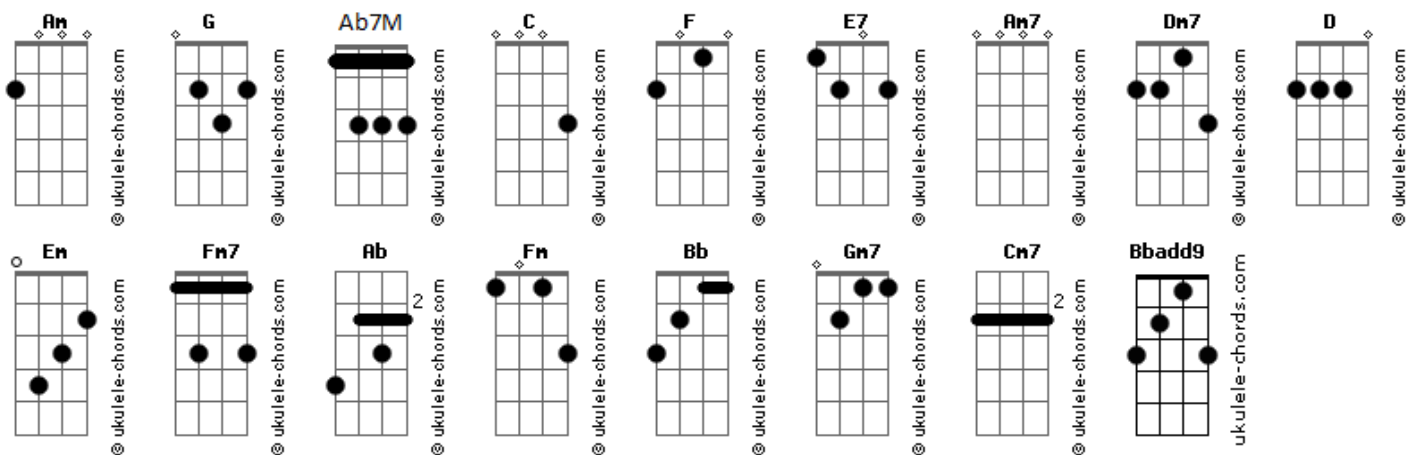 Am G Ab7M C F E7 Am7 Dm7 D
© ukulele-chords.com © ukulele-chords.com © ukulele-chords.com © ukulele-chords.com © ukulele-chords.com © ukulele-chords.com © ukulele-chords.com © ukulele-chords.com © ukulele-chords.com
Em Fm7 Ab Fm Bb Gm7 Cm7 Bbadd9
2 2
© ukulele-chords.com © ukulele-chords.com © ukulele-chords.com © ukulele-chords.com © ukulele-chords.com © ukulele-chords.com © ukulele-chords.com ukulele-chords.com